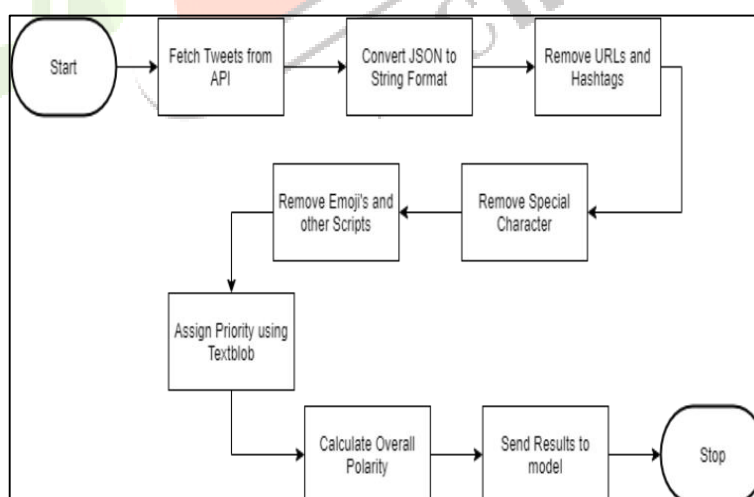 Start
Fetch Tweets from
API
Convert JSON to
String Format
Remove URLs and
Hashtags
Remove Special
Character
Remove Emoji's and
other Scripts
Assign Priority using
Textblob
Calculate Overall
Polarity
Send Results to
model
Stop